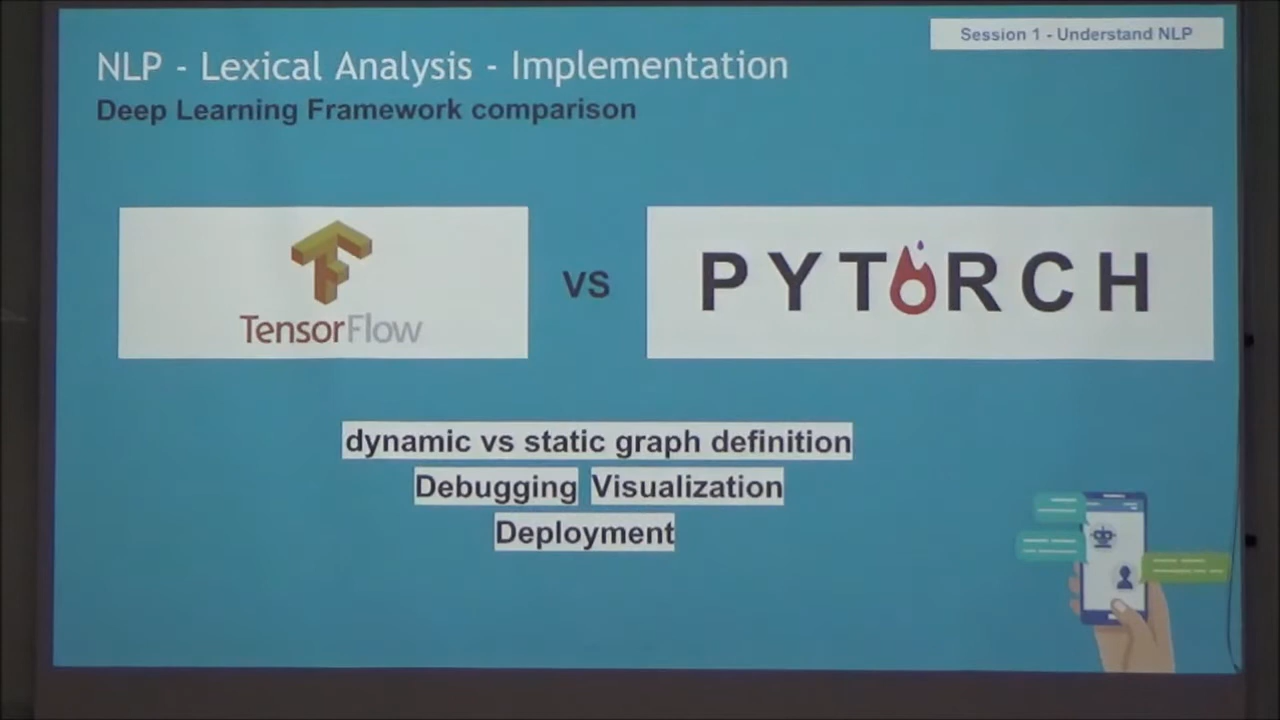 Session 1 - Understand NLP
NLP - Lexical Analysis - Implementation
Deep Learning Framework comparison
TensorFlow
VS
PYTORCH
dynamic vs static graph definition
Debugging Visualization
Deployment